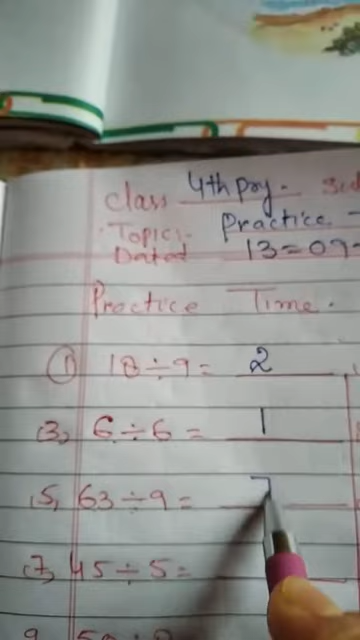 Class 4th Dry.
Topic:- Practice
Dated 13=07
Practice Time.
① 18÷9= 2
(3) 6÷6= 1
(5, 63÷9= 7
(7) 45÷5=